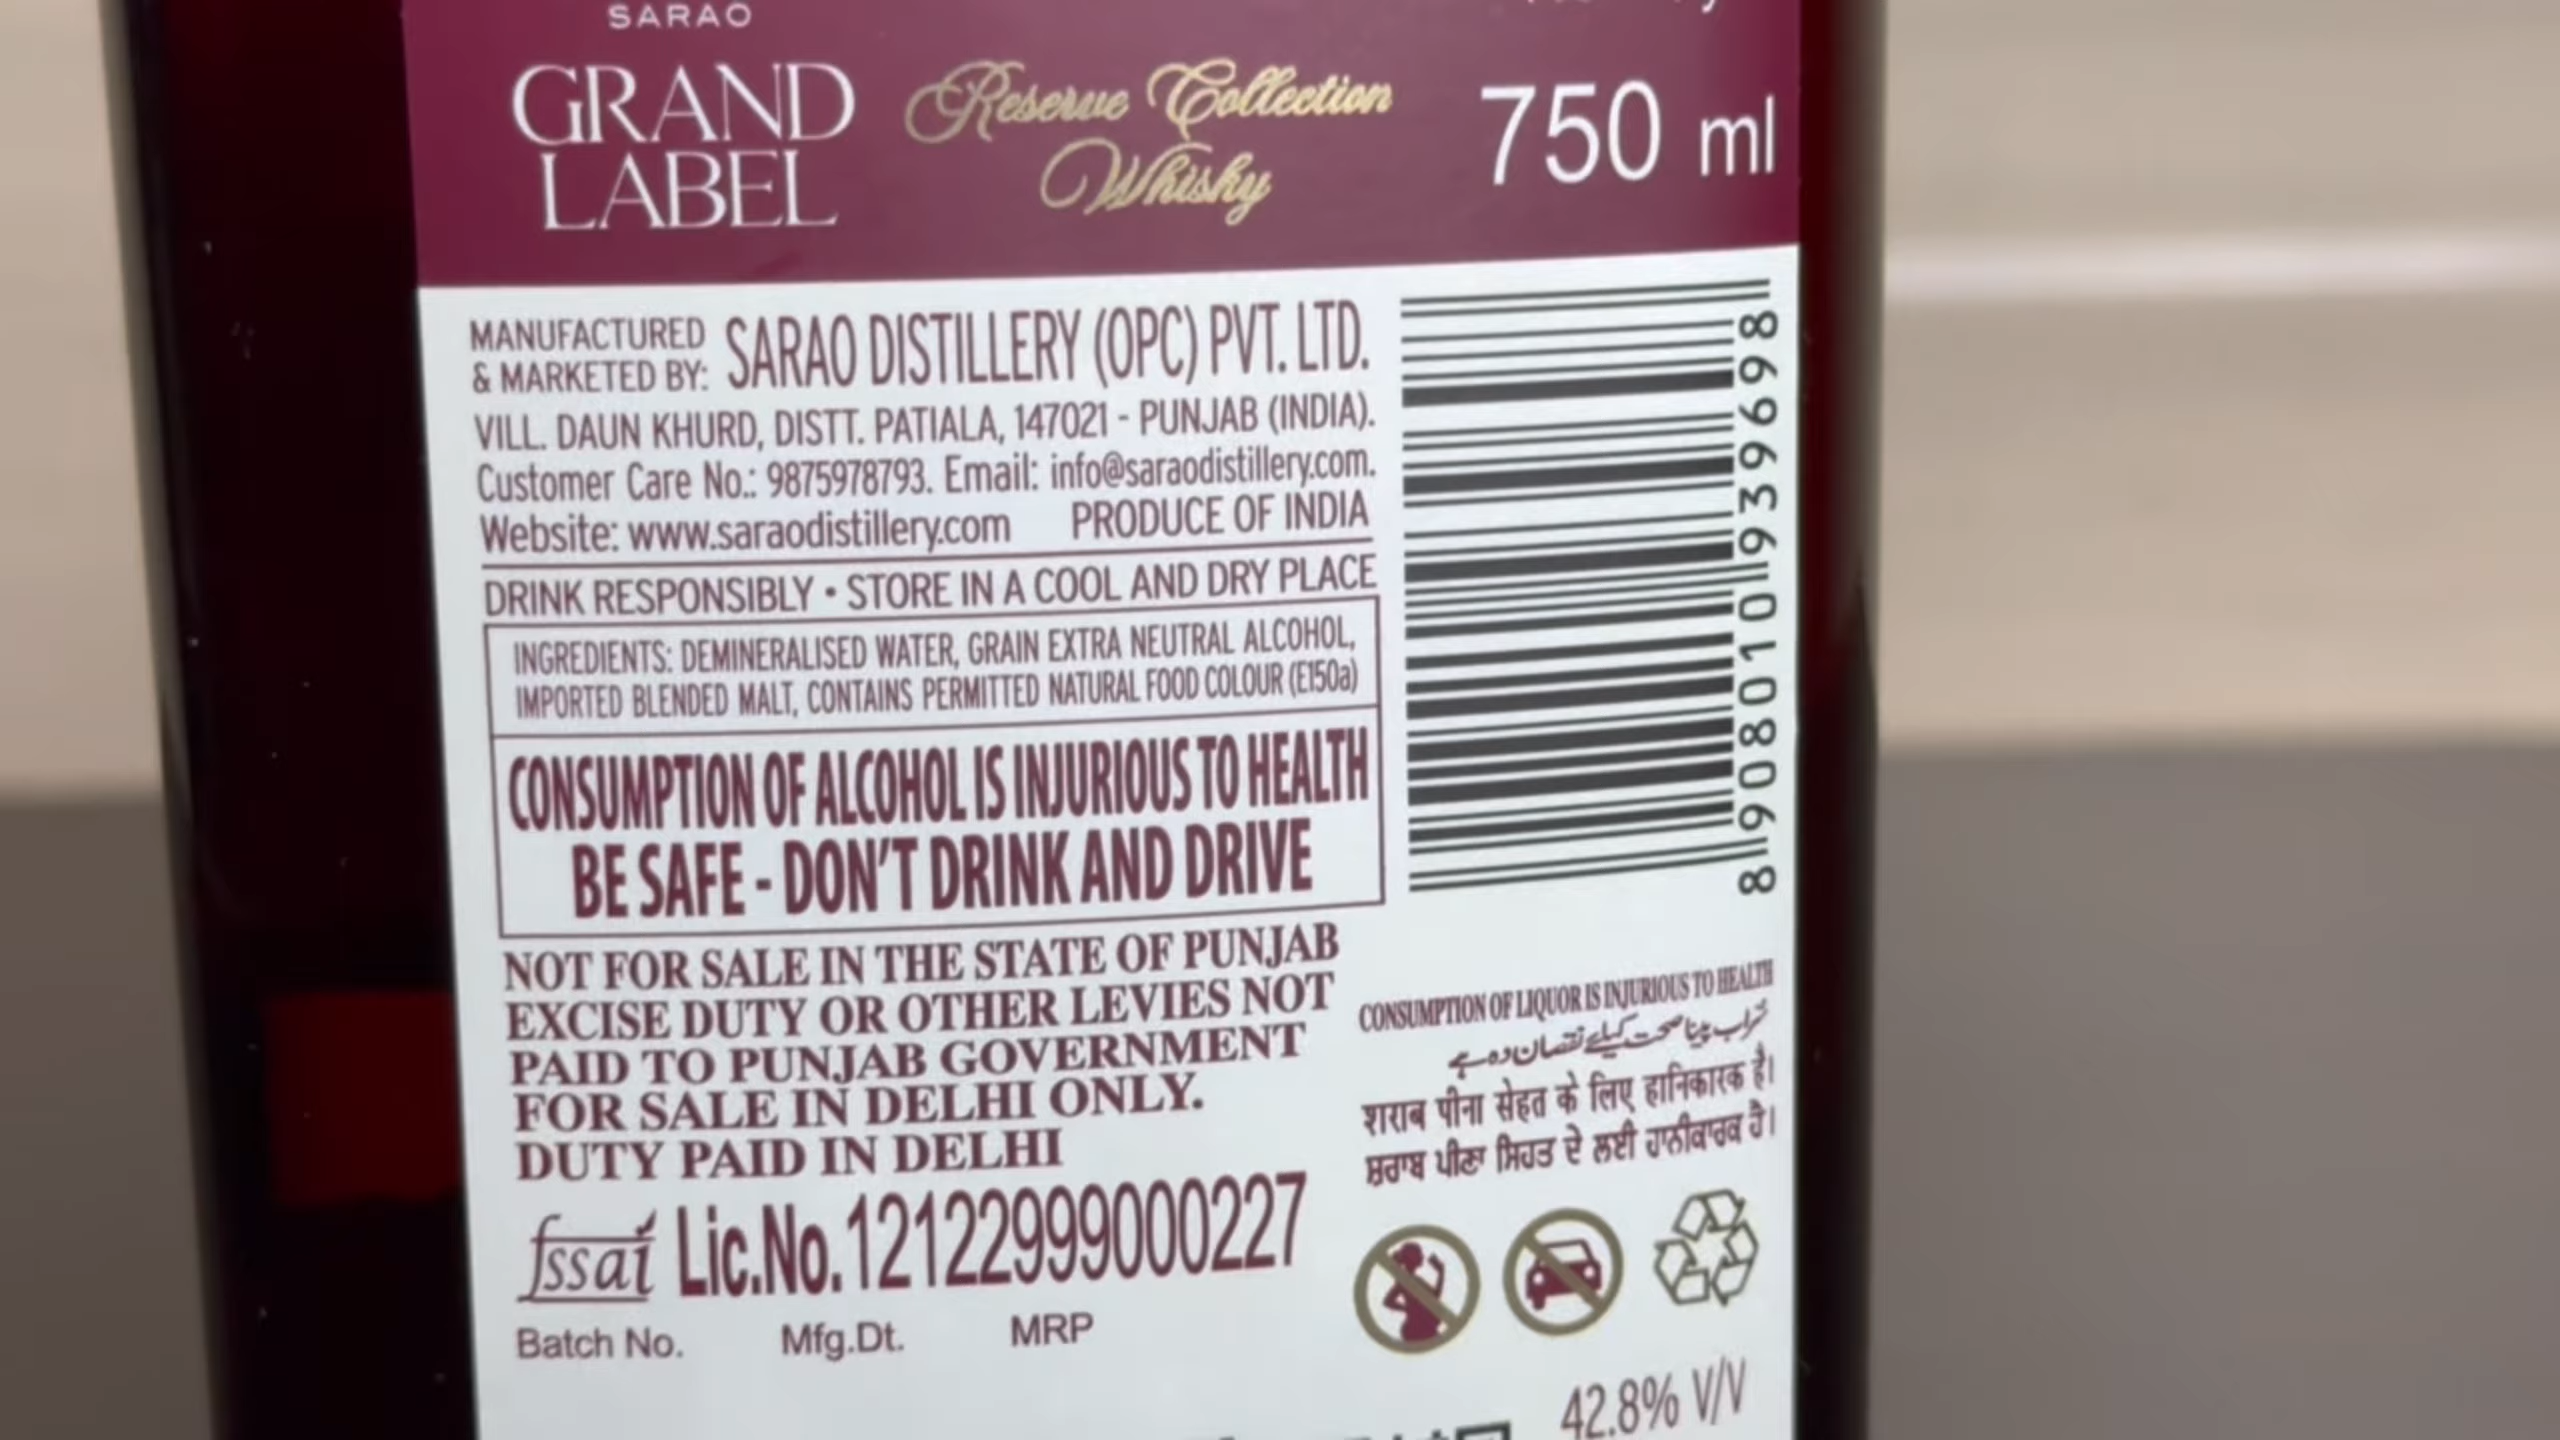 SARAO
GRAND
LABEL
Reserve Collection
Whisky
750 ml
MANUFACTURED
& MARKETED BY: SARAO DISTILLERY (OPC) PVT. LTD.
VILL. DAUN KHURD, DISTT. PATIALA, 147021 - PUNJAB (INDIA).
Customer Care No.: 9875978793. Email: info@saraodistillery.com.
Website: www.saraodistillery.com PRODUCE OF INDIA
DRINK RESPONSIBLY • STORE IN A COOL AND DRY PLACE
INGREDIENTS: DEMINERALISED WATER, GRAIN EXTRA NEUTRAL ALCOHOL,
IMPORTED BLENDED MALT, CONTAINS PERMITTED NATURAL FOOD COLOUR (E150a)
CONSUMPTION OF ALCOHOL IS INJURIOUS TO HEALTH
BE SAFE - DON'T DRINK AND DRIVE
8 908010 939698
NOT FOR SALE IN THE STATE OF PUNJAB
EXCISE DUTY OR OTHER LEVIES NOT
PAID TO PUNJAB GOVERNMENT
FOR SALE IN DELHI ONLY.
DUTY PAID IN DELHI
CONSUMPTION OF LIQUOR IS INJURIOUS TO HEALTH
شراب پینا صحت کیلئے نقصان دہ ہے
शराब पीना सेहत के लिए हानिकारक है।
ਸ਼ਰਾਬ ਪੀਣਾ ਸਿਹਤ ਦੇ ਲਈ ਹਾਨੀਕਾਰਕ ਹੈ।
fssai Lic.No.12122999000227
Batch No. Mfg.Dt. MRP
42.8% V/V